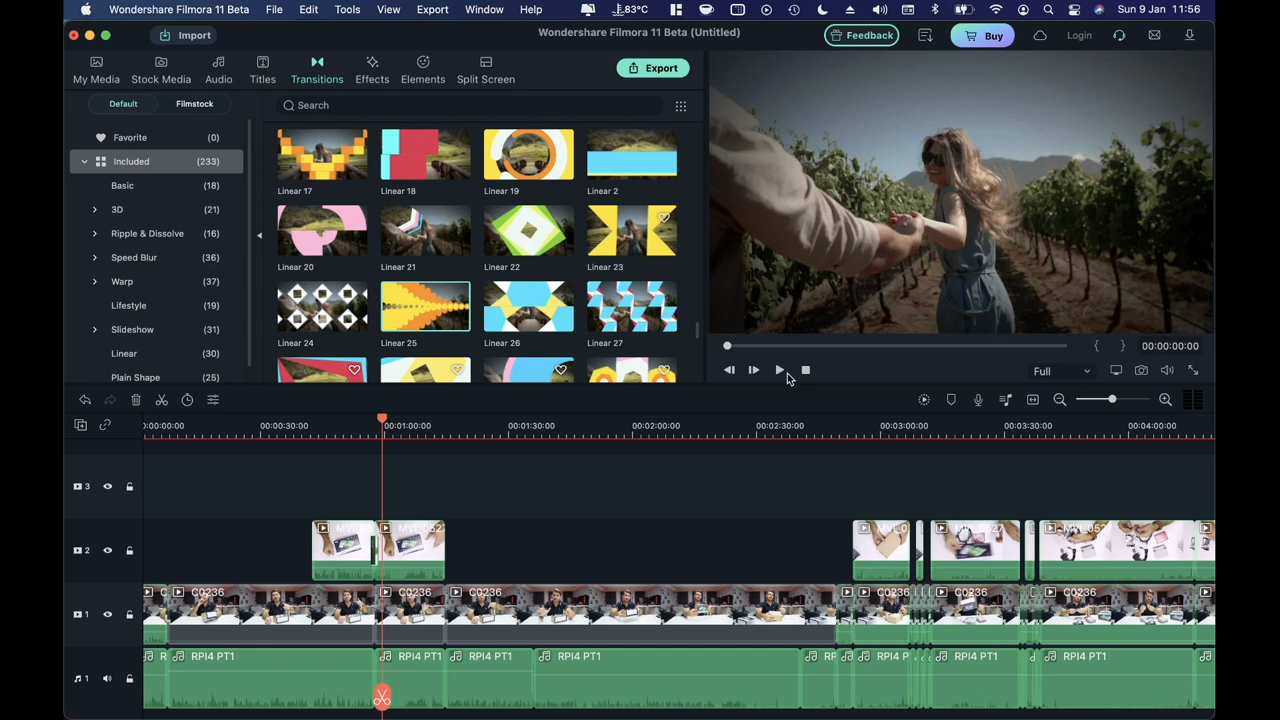 Wondershare Filmora 11 Beta File Edit Tools View Export Window Help 83°C Sun 9 Jan 11:56
Import Wondershare Filmora 11 Beta (Untitled) Feedback Buy Login
My Media Stock Media Audio Titles Transitions Effects Elements Split Screen Export
Default Filmstock Search
Favorite (0)
Included (233)
Basic (18)
3D (21)
Ripple & Dissolve (16)
Speed Blur (36)
Warp (37)
Lifestyle (19)
Slideshow (31)
Linear (30)
Plain Shape (25)
Linear 17 Linear 18 Linear 19 Linear 2
Linear 20 Linear 21 Linear 22 Linear 23
Linear 24 Linear 25 Linear 26 Linear 27
{ } 00:00:00:00
Full
:0:00:00 00:00:30:00 00:01:00:00 00:01:30:00 00:02:00:00 00:02:30:00 00:03:00:00 00:03:30:00 00:04:00:00
3
2
1 C C0236 C0236 C0236 C0236 C0236 C0236
1 R RPI4 PT1 RPI4 PT1 RPI4 PT1 RPI4 PT1 RP RPI4 P RPI4 PT1 RPI4 PT1